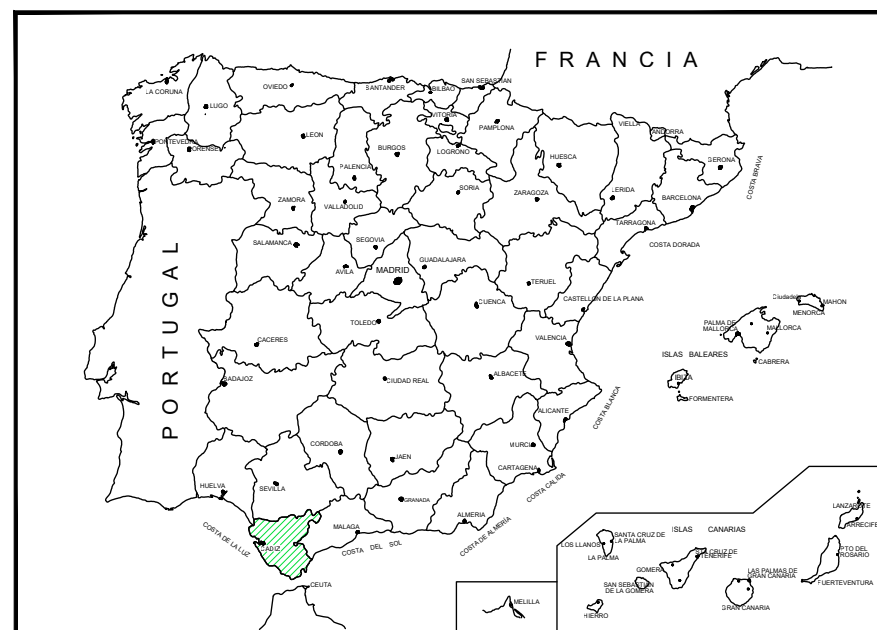 FRANCIA
LA CORUNA
LUGO
OVIEDO
SANTANDER
BILBAO
SAN SEBASTIAN
VITORIA
PAMPLONA
VIELLA
ANDORRA
GERONA
PONTEVEDRA
ORENSE
LEON
BURGOS
LOGRONO
HUESCA
PALENCIA
SORIA
ZARAGOZA
LERIDA
BARCELONA
COSTA BRAVA
ZAMORA
VALLADOLID
TARRAGONA
COSTA DORADA
SALAMANCA
SEGOVIA
AVILA
MADRID
GUADALAJARA
TERUEL
CUENCA
CASTELLON DE LA PLANA
PORTUGAL
TOLEDO
CACERES
VALENCIA
Ciudadela
MAHON
MENORCA
PALMA DE
MALLORCA
MALLORCA
ISLAS BALEARES
CABRERA
IBIZA
FORMENTERA
BADAJOZ
CIUDAD REAL
ALBACETE
ALICANTE
COSTA BLANCA
CORDOBA
JAEN
MURCIA
CARTAGENA
COSTA CALIDA
HUELVA
SEVILLA
GRANADA
ALMERIA
COSTA DE ALMERIA
COSTA DE LA LUZ
CADIZ
MALAGA
COSTA DEL SOL
CEUTA
MELILLA
ISLAS CANARIAS
LANZAROTE
ARRECIFE
SANTA CRUZ DE
LA PALMA
LOS LLANOS
LA PALMA
STA CRUZ DE
TENERIFE
GOMERA
SAN SEBASTIAN
DE LA GOMERA
HIERRO
LAS PALMAS DE
GRAN CANARIA
GRAN CANARIA
PTO DEL
ROSARIO
FUERTEVENTURA